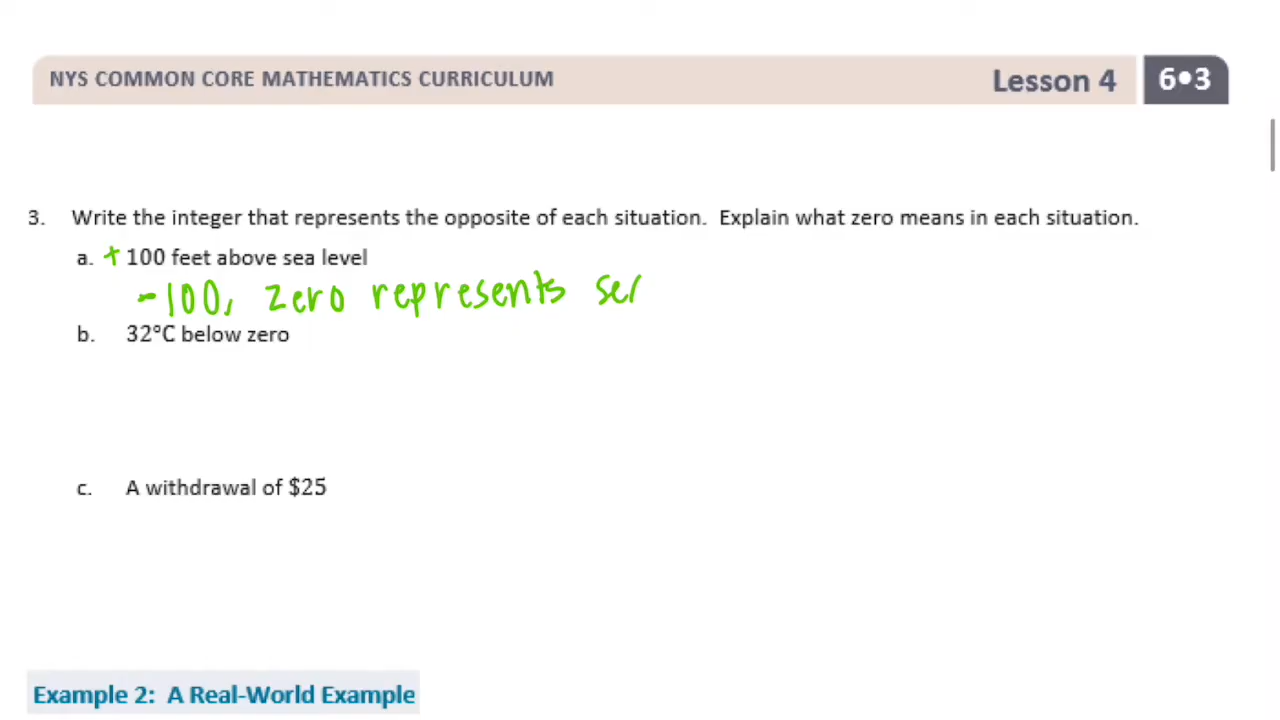 NYS COMMON CORE MATHEMATICS CURRICULUM Lesson 4 6•3
3. Write the integer that represents the opposite of each situation. Explain what zero means in each situation.
a. + 100 feet above sea level
-100, zero represents
b. 32°C below zero
c. A withdrawal of $25
Example 2: A Real-World Example